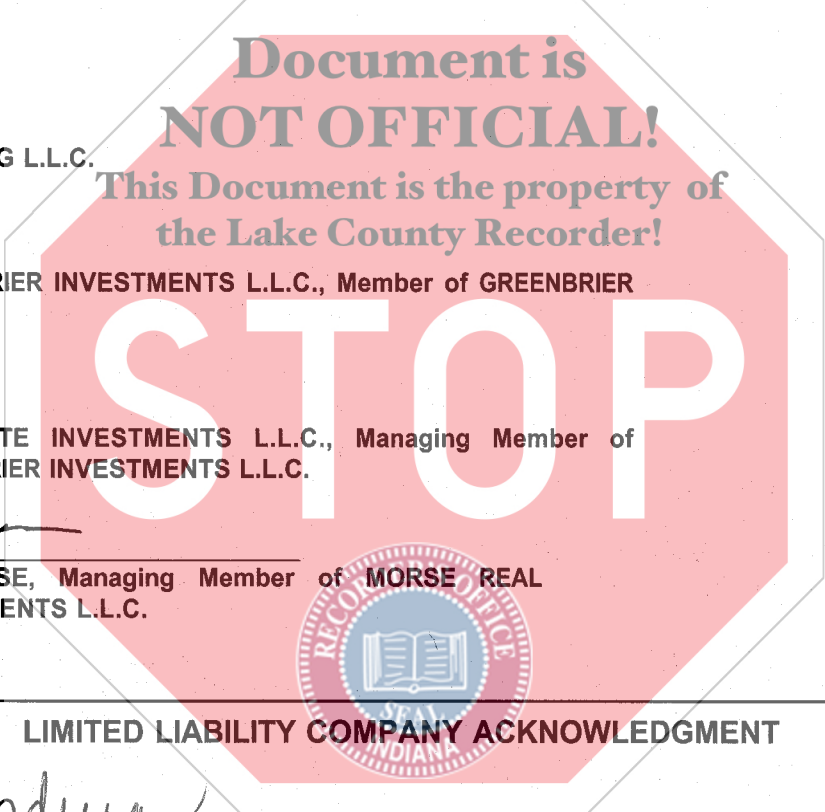 Document is
NOT OFFICIAL!
G L.L.C.
This Document is the property of
the Lake County Recorder!
RIER INVESTMENTS L.L.C., Member of GREENBRIER
STOP
TE INVESTMENTS L.L.C., Managing Member of
IER INVESTMENTS L.L.C.
SE, Managing Member of MORSE REAL
ENTS L.L.C.
RECORDER'S OFFICE
SEAL
INDIANA
LIMITED LIABILITY COMPANY ACKNOWLEDGMENT